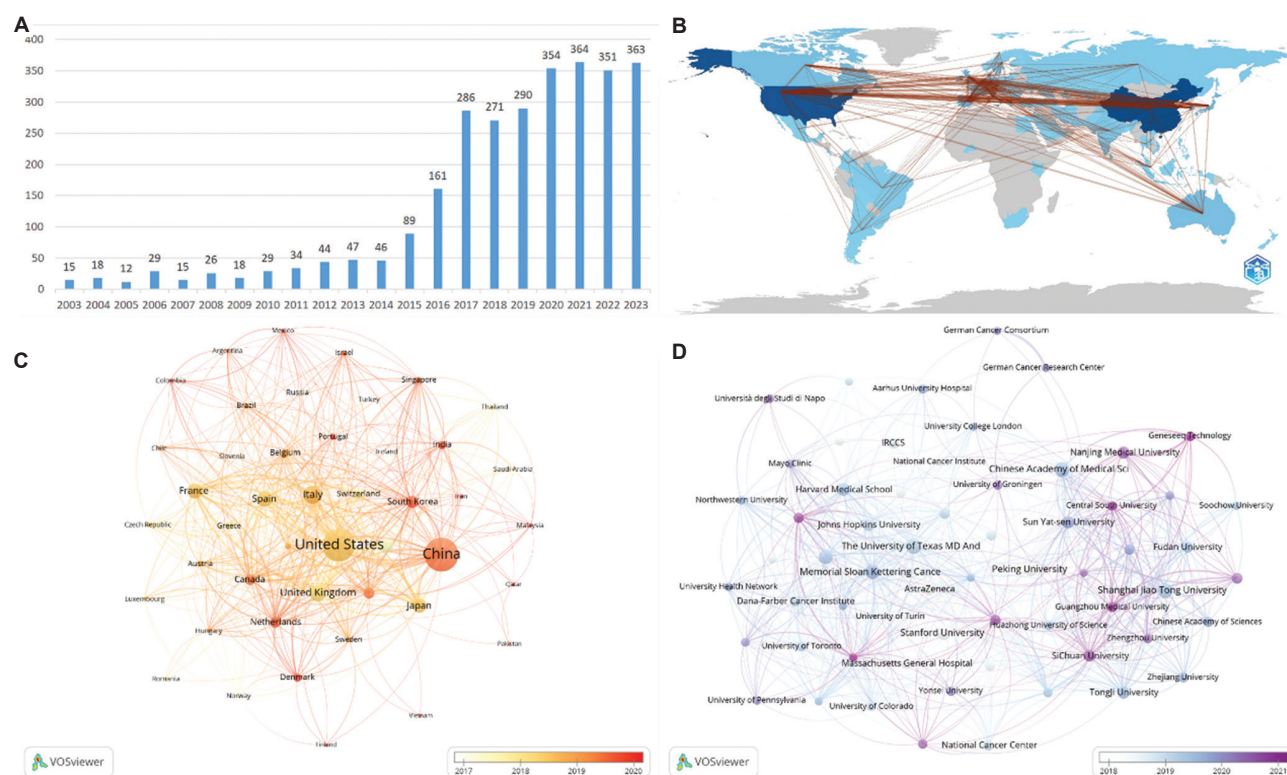 A
400
350
300
250
200
150
100
50
0
15
18
12
29
15
26
18
29
34
44
47
46
89
161
286
271
290
354
364
351
363
2003 2004 2005 2006 2007 2008 2009 2010 2011 2012 2013 2014 2015 2016 2017 2018 2019 2020 2021 2022 2023
B
C
Mexico
Argentina
Israel
Colombia
Singapore
Russia
Turkey
Brazil
Thailand
Portugal
India
Chile
Slovenia
Belgium
Ireland
Saudi Arabia
France
Spain
Italy
Switzerland
South Korea
Iran
Czech Republic
Greece
Malaysia
United States
China
Austria
Canada
United Kingdom
Qatar
Luxembourg
Japan
Netherlands
Hungary
Sweden
Pakistan
Romania
Denmark
Norway
Vietnam
Finland
VOSviewer
2017 2018 2019 2020
D
German Cancer Consortium
German Cancer Research Center
Aarhus University Hospital
Università degli Studi di Napo
University College London
Geneseeq Technology
IRCCS
Nanjing Medical University
Mayo Clinic
National Cancer Institute
Chinese Academy of Medical Sci
University of Groningen
Northwestern University
Harvard Medical School
Central South University
Soochow University
Johns Hopkins University
Sun Yat-sen University
The University of Texas MD And
Fudan University
Memorial Sloan Kettering Cance
Peking University
University Health Network
AstraZeneca
Shanghai Jiao Tong University
Dana-Farber Cancer Institute
Guangzhou Medical University
University of Turin
Huazhong University of Science
Chinese Academy of Sciences
Stanford University
Zhengzhou University
University of Toronto
Massachusetts General Hospital
SiChuan University
Zhejiang University
Yonsei University
University of Pennsylvania
University of Colorado
Tongji University
National Cancer Center
VOSviewer
2018 2019 2020 2021